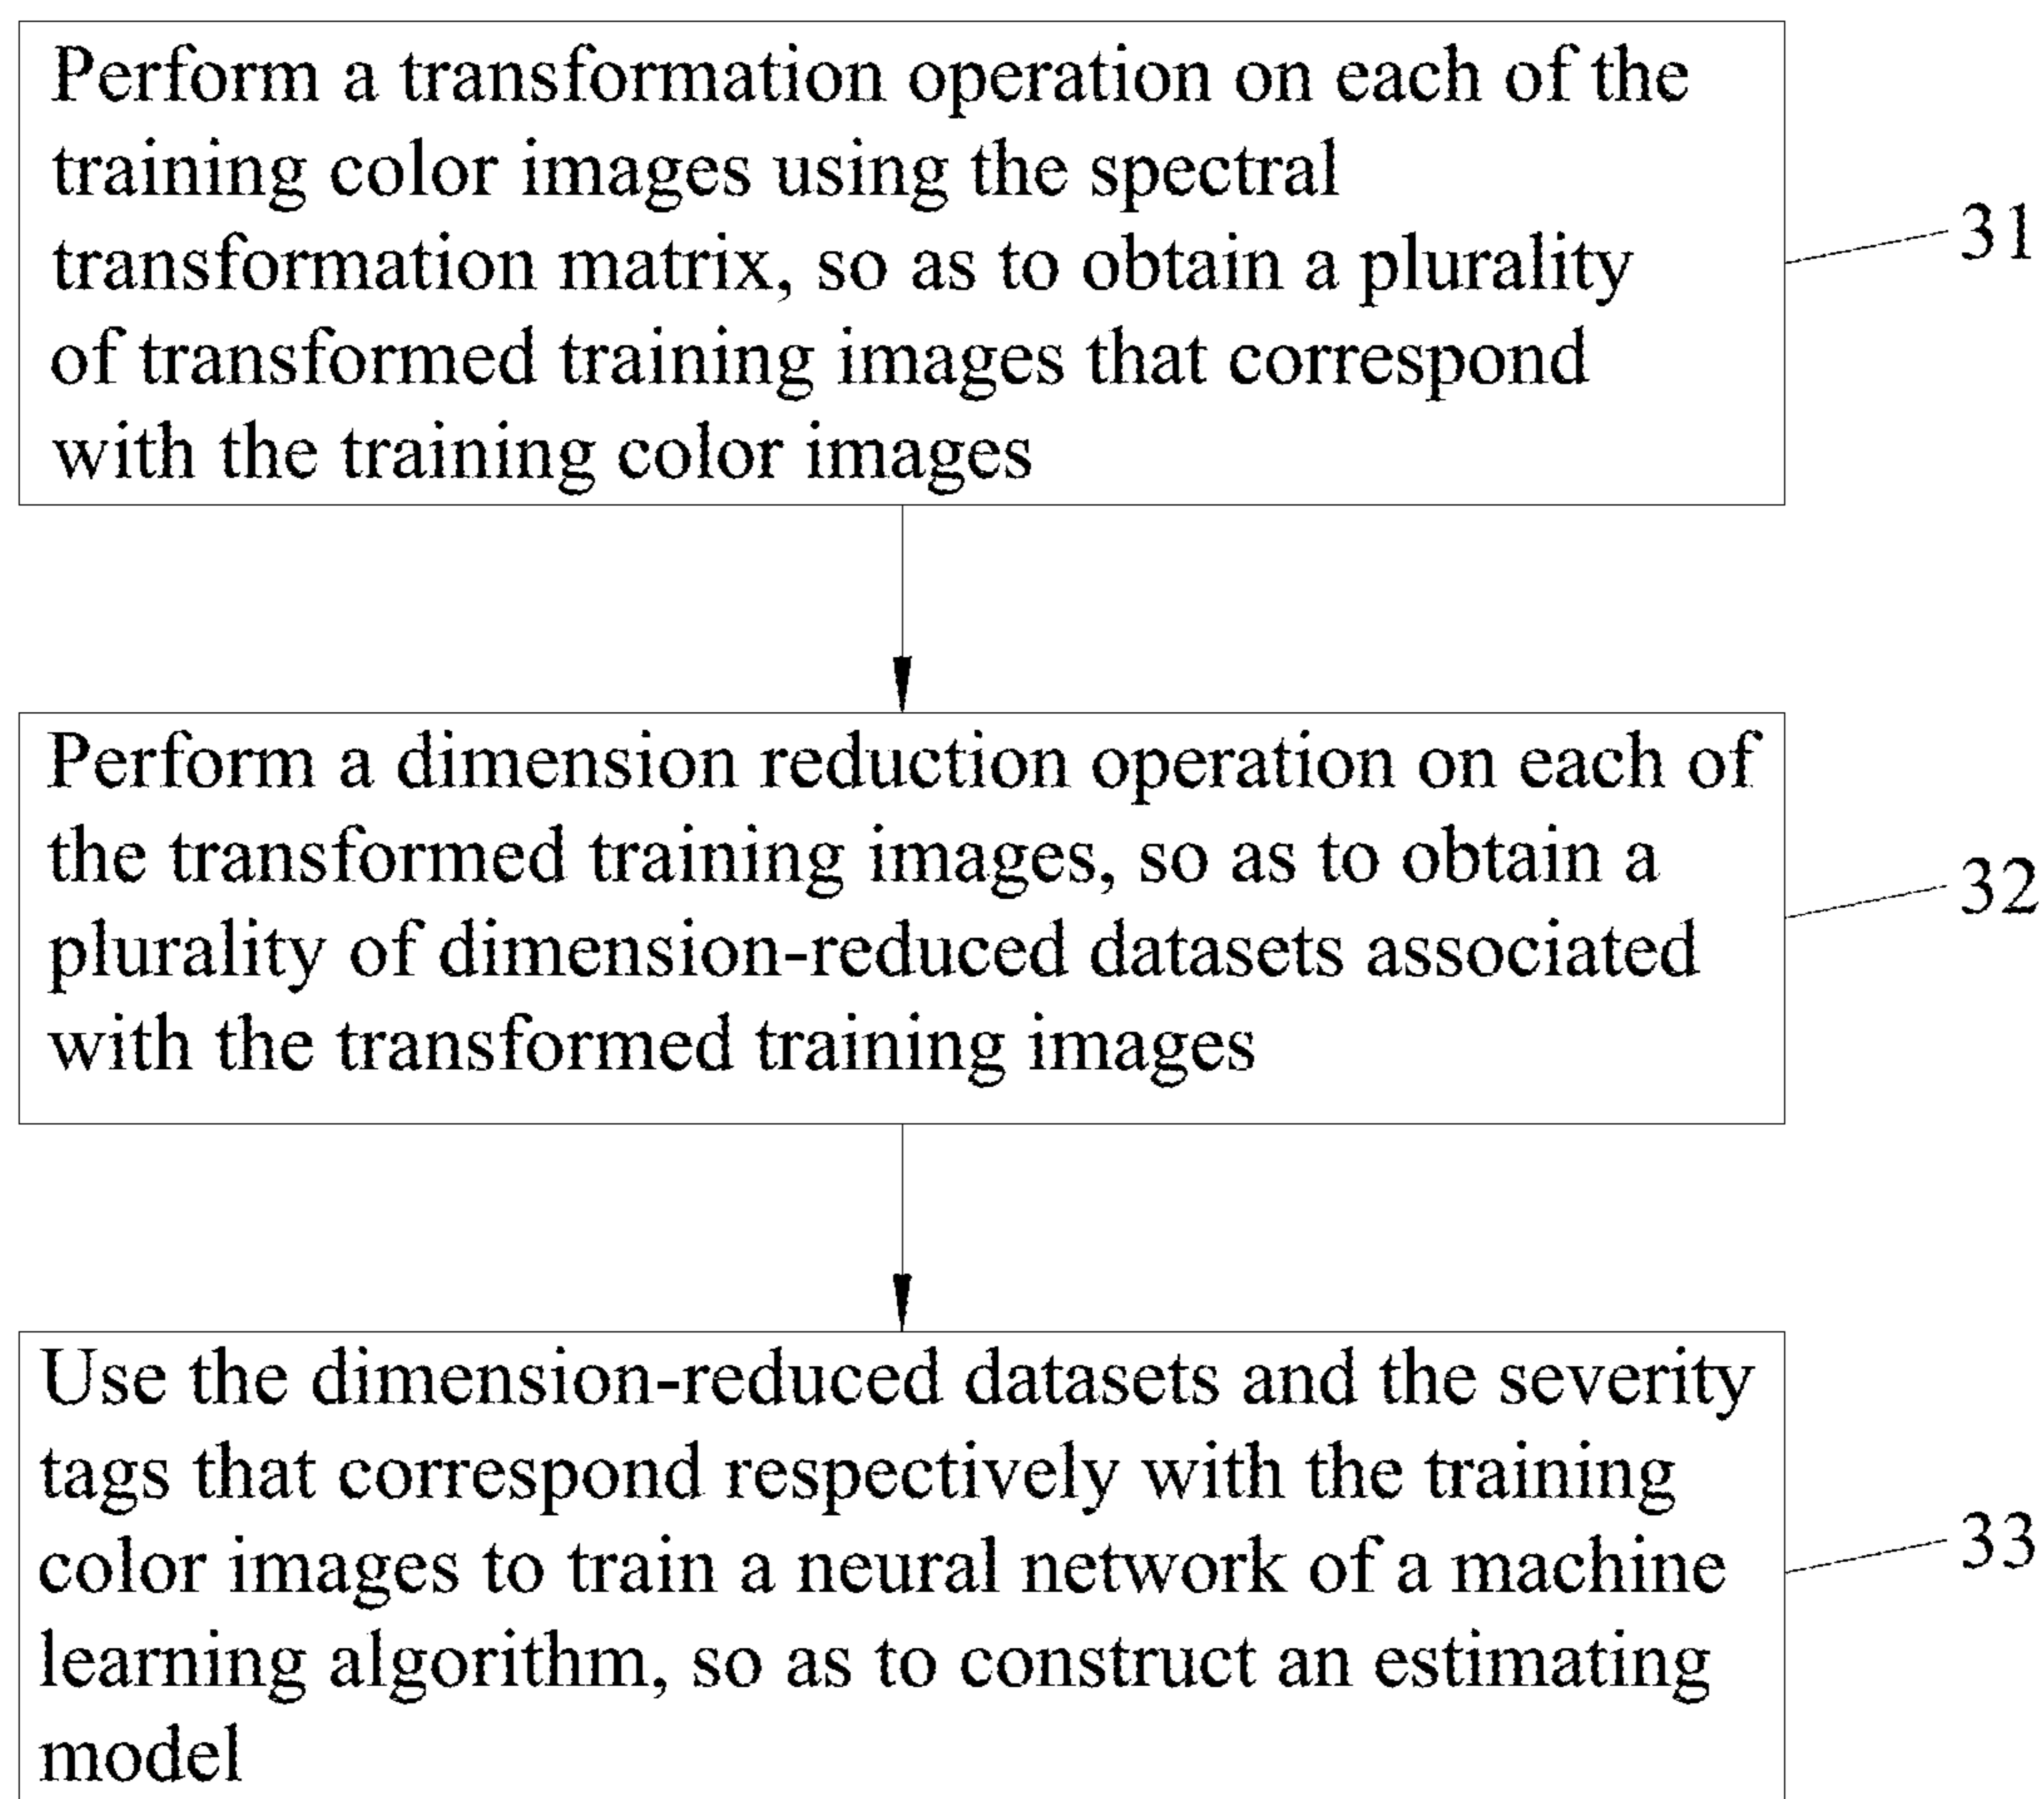 Perform a transformation operation on each of the
training color images using the spectral
transformation matrix, so as to obtain a plurality
of transformed training images that correspond
with the training color images
31
Perform a dimension reduction operation on each of
the transformed training images, so as to obtain a
plurality of dimension-reduced datasets associated
with the transformed training images
32
Use the dimension-reduced datasets and the severity
tags that correspond respectively with the training
color images to train a neural network of a machine
learning algorithm, so as to construct an estimating
model
33